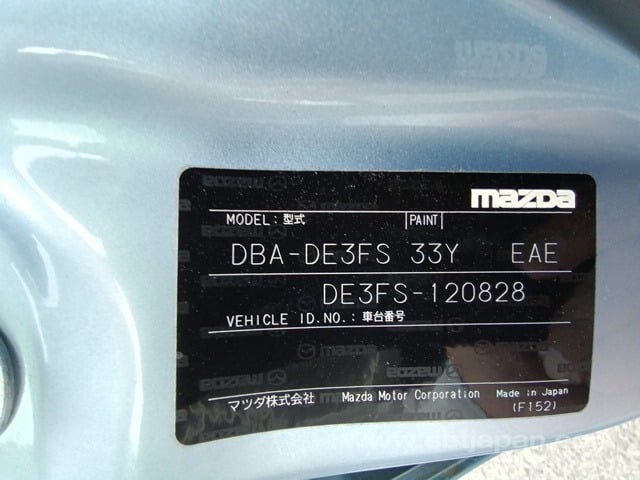 mazda
MODEL: 型式 PAINT
DBA-DE3FS 33Y EAE
DE3FS-120828
VEHICLE ID.NO.: 車台番号
マツダ株式会社 Mazda Motor Corporation Made in Japan
(F152)